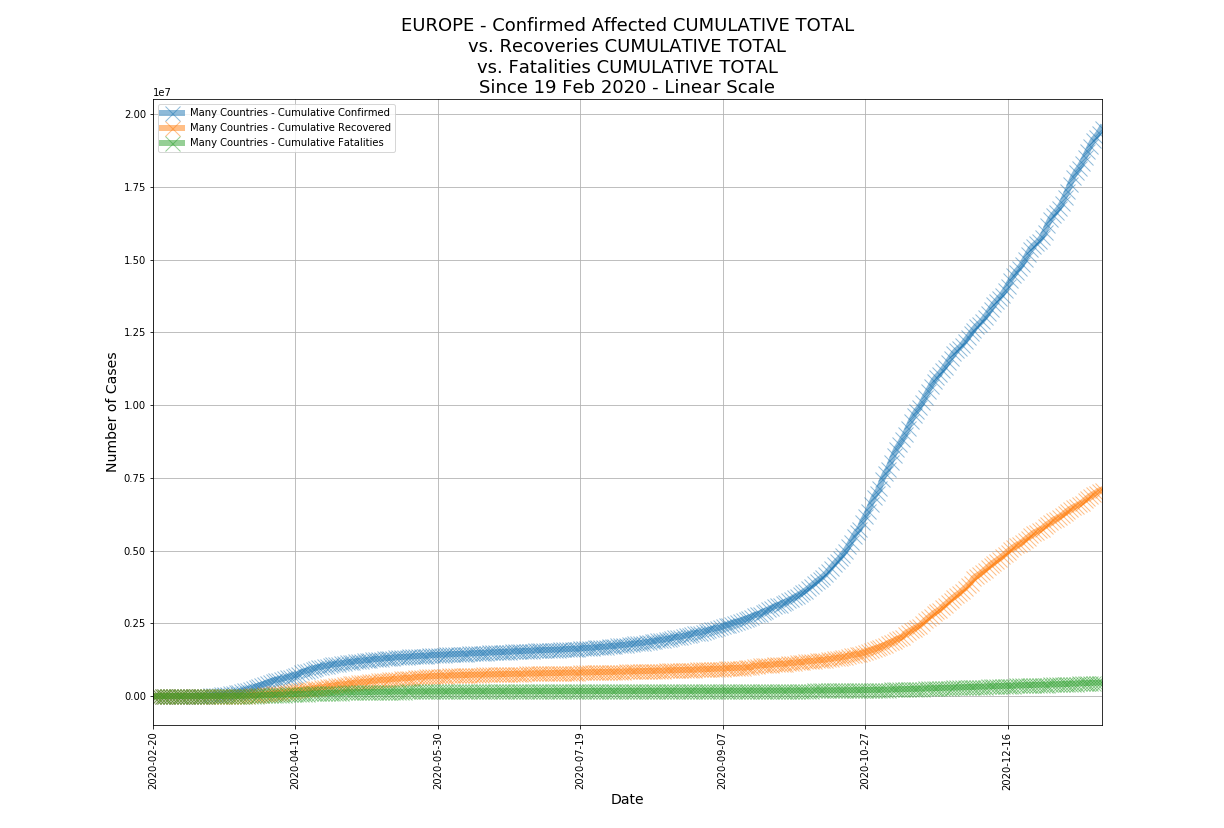 EUROPE - Confirmed Affected CUMULATIVE TOTAL
vs. Recoveries CUMULATIVE TOTAL
vs. Fatalities CUMULATIVE TOTAL
Since 19 Feb 2020 - Linear Scale
1e7
Many Countries - Cumulative Confirmed
Many Countries - Cumulative Recovered
Many Countries - Cumulative Fatalities
2.00
1.75
1.50
1.25
1.00
0.75
0.50
0.25
0.00
Number of Cases
2020-02-20
2020-04-10
2020-05-30
2020-07-19
2020-09-07
2020-10-27
2020-12-16
Date